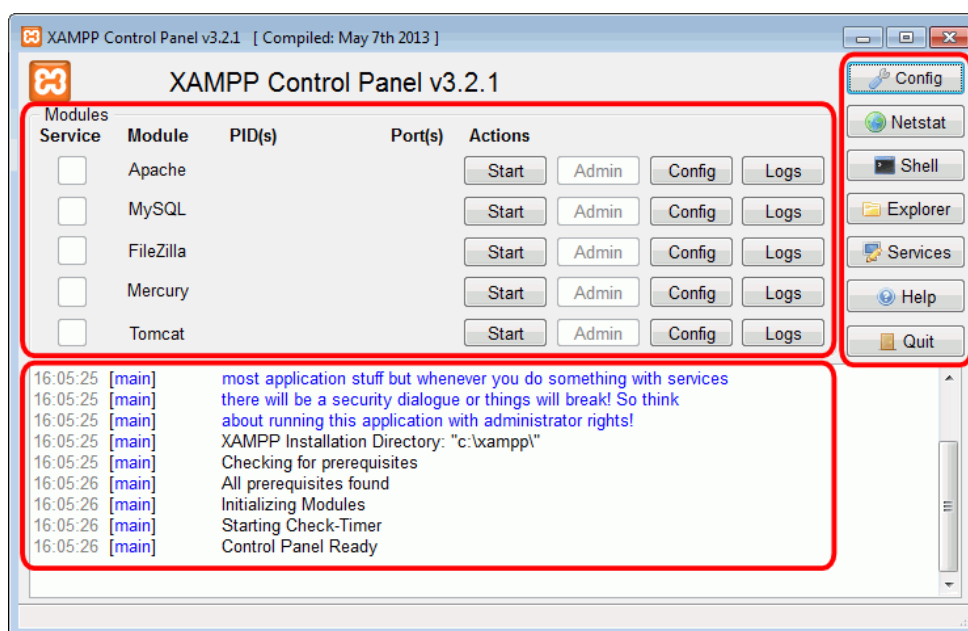 XAMPP Control Panel v3.2.1 [ Compiled: May 7th 2013 ]
XAMPP Control Panel v3.2.1
Modules
Service Module PID(s) Port(s) Actions
Apache Start Admin Config Logs
MySQL Start Admin Config Logs
FileZilla Start Admin Config Logs
Mercury Start Admin Config Logs
Tomcat Start Admin Config Logs
Config
Netstat
Shell
Explorer
Services
Help
Quit
16:05:25 [main] most application stuff but whenever you do something with services
16:05:25 [main] there will be a security dialogue or things will break! So think
16:05:25 [main] about running this application with administrator rights!
16:05:25 [main] XAMPP Installation Directory: "c:\xampp\"
16:05:25 [main] Checking for prerequisites
16:05:26 [main] All prerequisites found
16:05:26 [main] Initializing Modules
16:05:26 [main] Starting Check-Timer
16:05:26 [main] Control Panel Ready